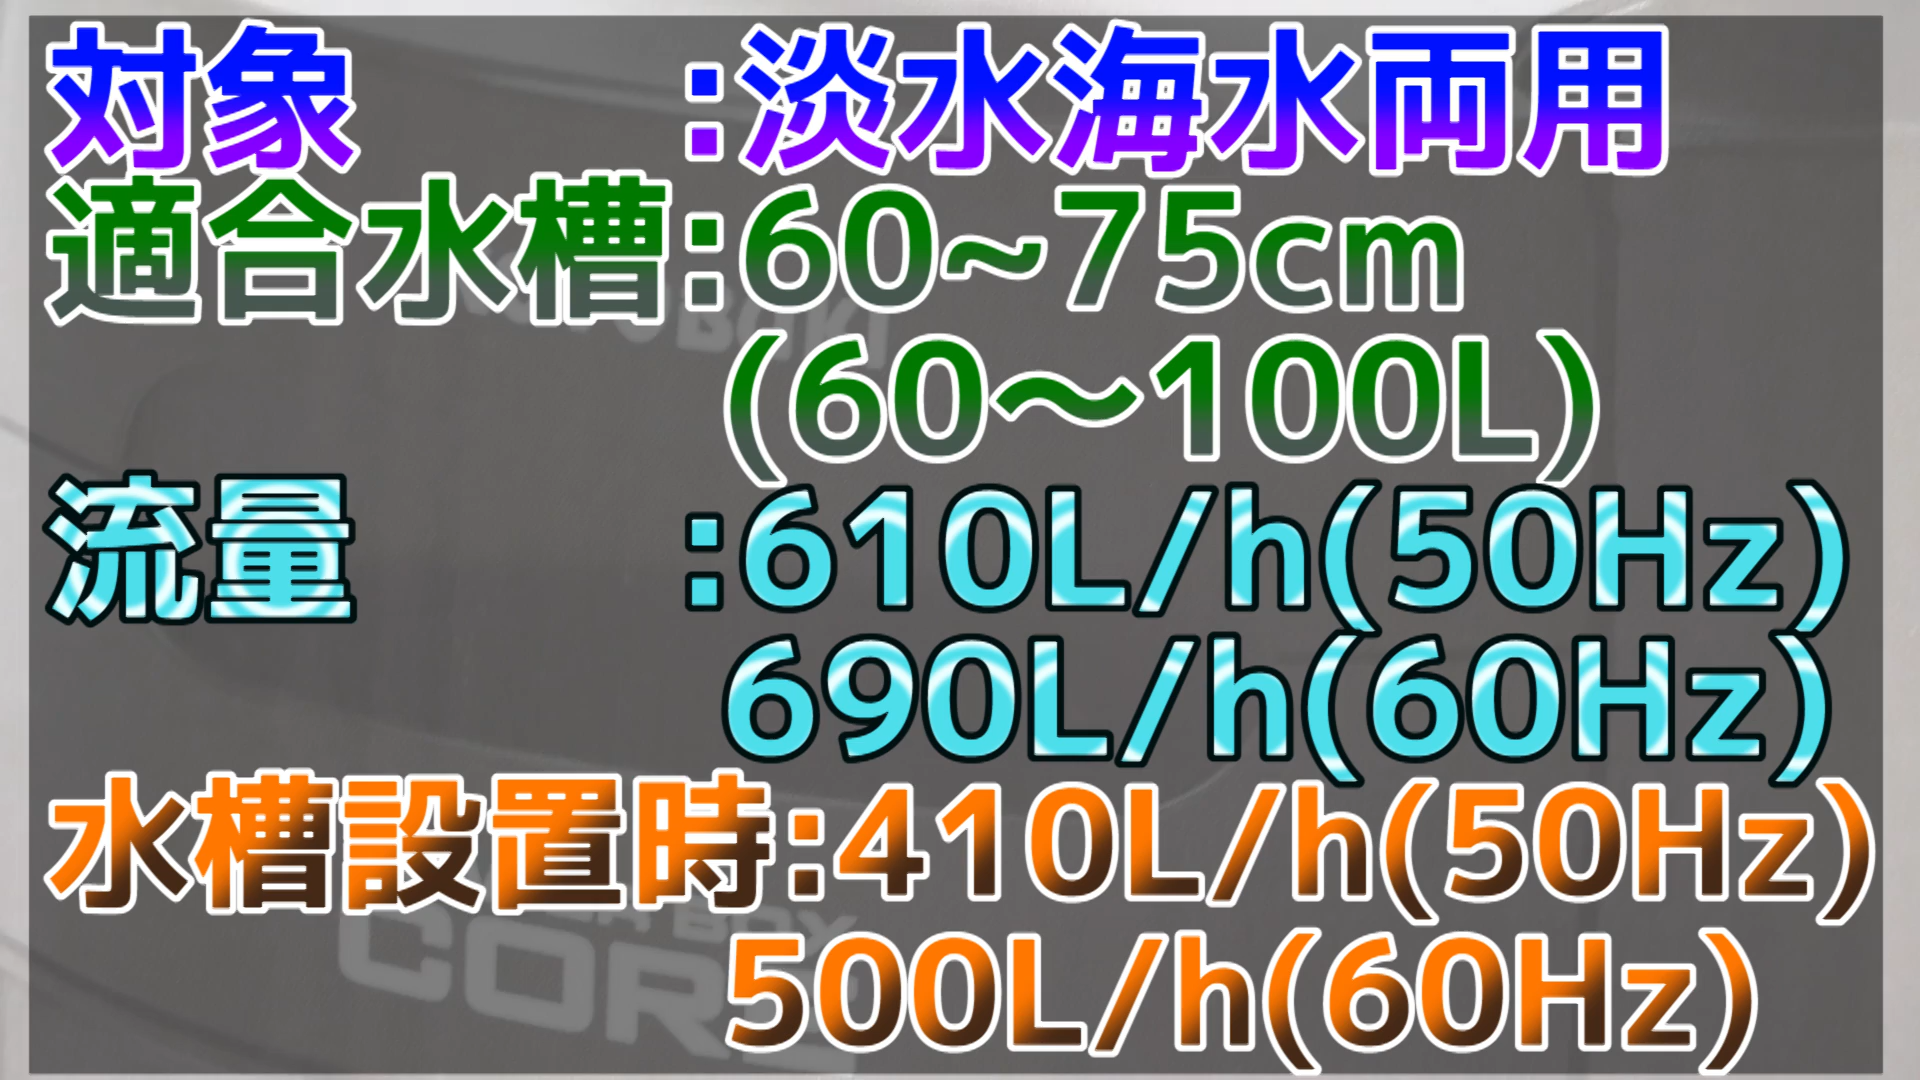 対象　　:淡水海水両用
適合水槽:60~75cm
(60〜100L)
流量　　:610L/h(50Hz)
690L/h(60Hz)
水槽設置時:410L/h(50Hz)
500L/h(60Hz)